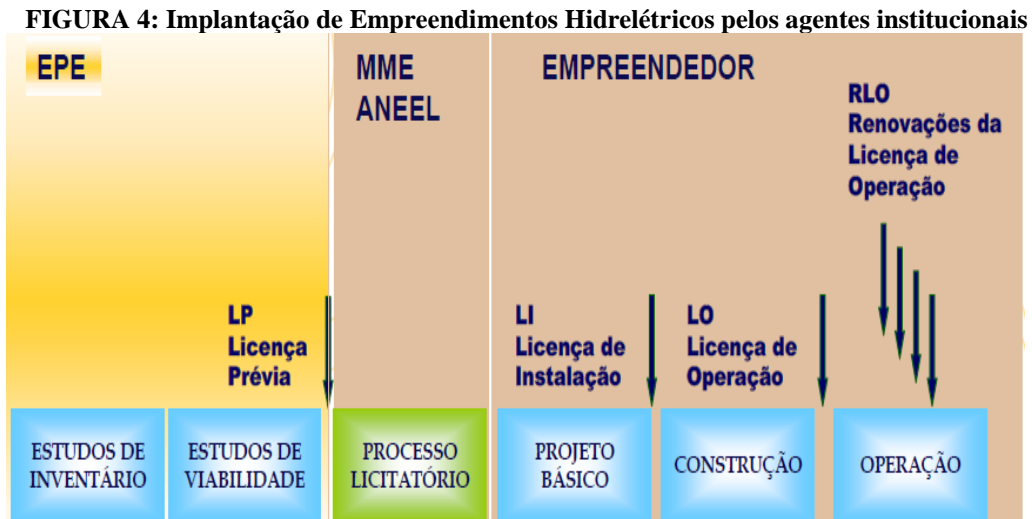 FIGURA 4: Implantação de Empreendimentos Hidrelétricos pelos agentes institucionais
EPE
MME
ANEEL
EMPREENDEDOR
RLO
Renovações da
Licença de
Operação
LP
Licença
Prévia
LI
Licença de
Instalação
LO
Licença de
Operação
ESTUDOS DE
INVENTÁRIO
ESTUDOS DE
VIABILIDADE
PROCESSO
LICITATÓRIO
PROJETO
BÁSICO
CONSTRUÇÃO
OPERAÇÃO